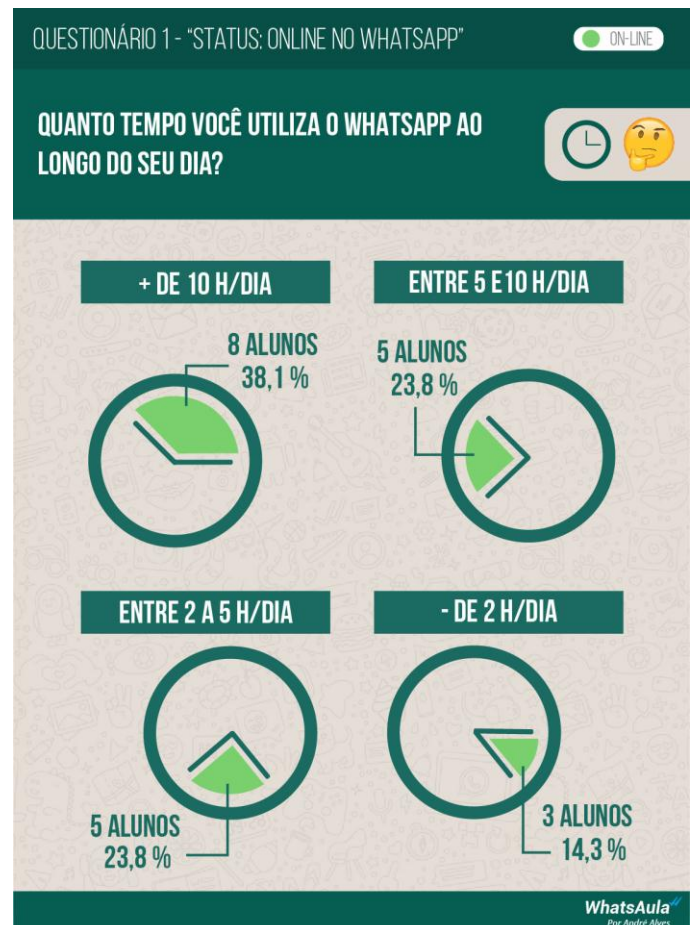 QUESTIONÁRIO 1 - “STATUS: ONLINE NO WHATSAPP”
ON-LINE
QUANTO TEMPO VOCÊ UTILIZA O WHATSAPP AO
LONGO DO SEU DIA?
+ DE 10 H/DIA
8 ALUNOS
38,1 %
ENTRE 5 E10 H/DIA
5 ALUNOS
23,8 %
ENTRE 2 A 5 H/DIA
5 ALUNOS
23,8 %
- DE 2 H/DIA
3 ALUNOS
14,3 %
WhatsAula
Por André Alves